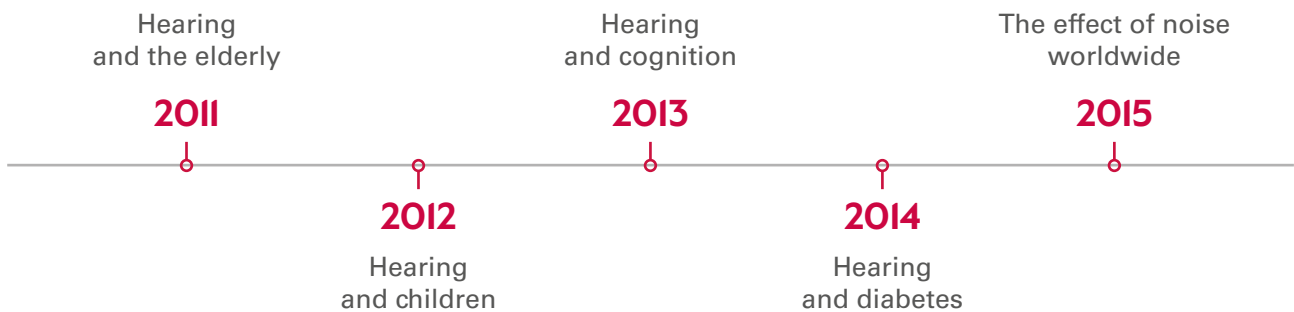 Hearing
and the elderly
2011
2012
Hearing
and children
Hearing
and cognition
2013
2014
Hearing
and diabetes
The effect of noise
worldwide
2015